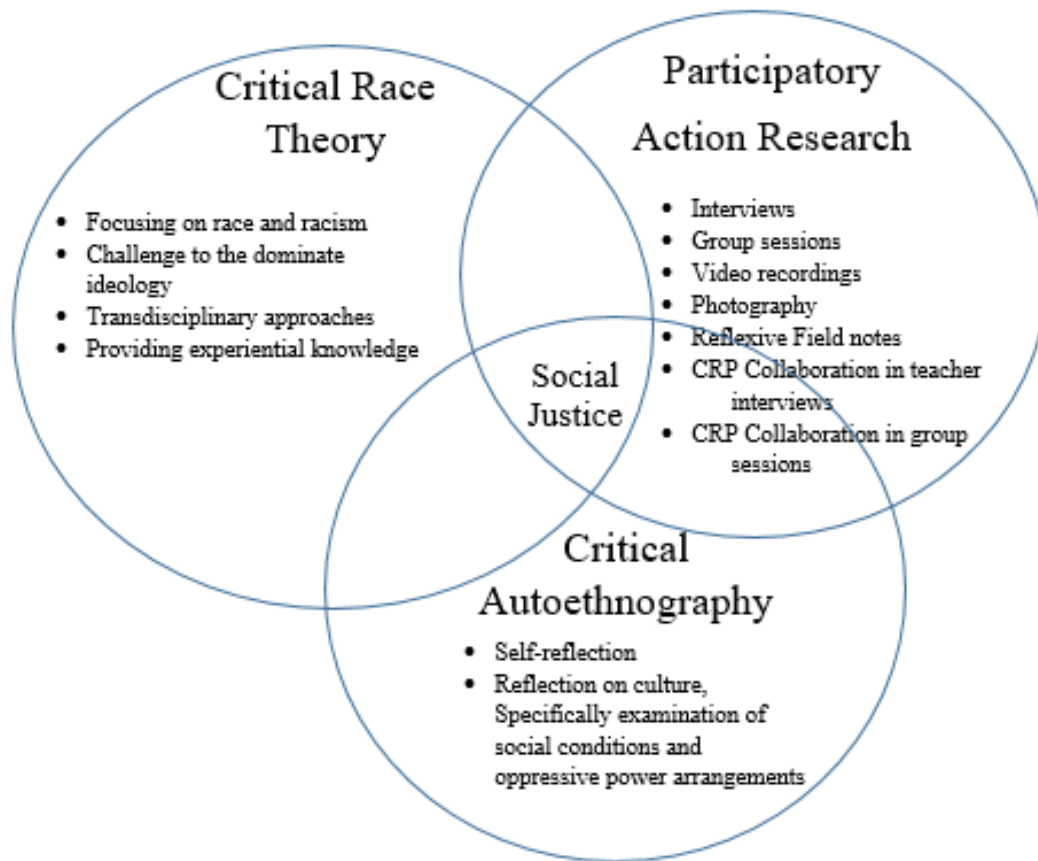 Critical Race
Theory
• Focusing on race and racism
• Challenge to the dominate
ideology
• Transdisciplinary approaches
• Providing experiential knowledge
Participatory
Action Research
• Interviews
• Group sessions
• Video recordings
• Photography
• Reflexive Field notes
• CRP Collaboration in teacher
interviews
• CRP Collaboration in group
sessions
Social
Justice
Critical
Autoethnography
• Self-reflection
• Reflection on culture,
Specifically examination of
social conditions and
oppressive power arrangements